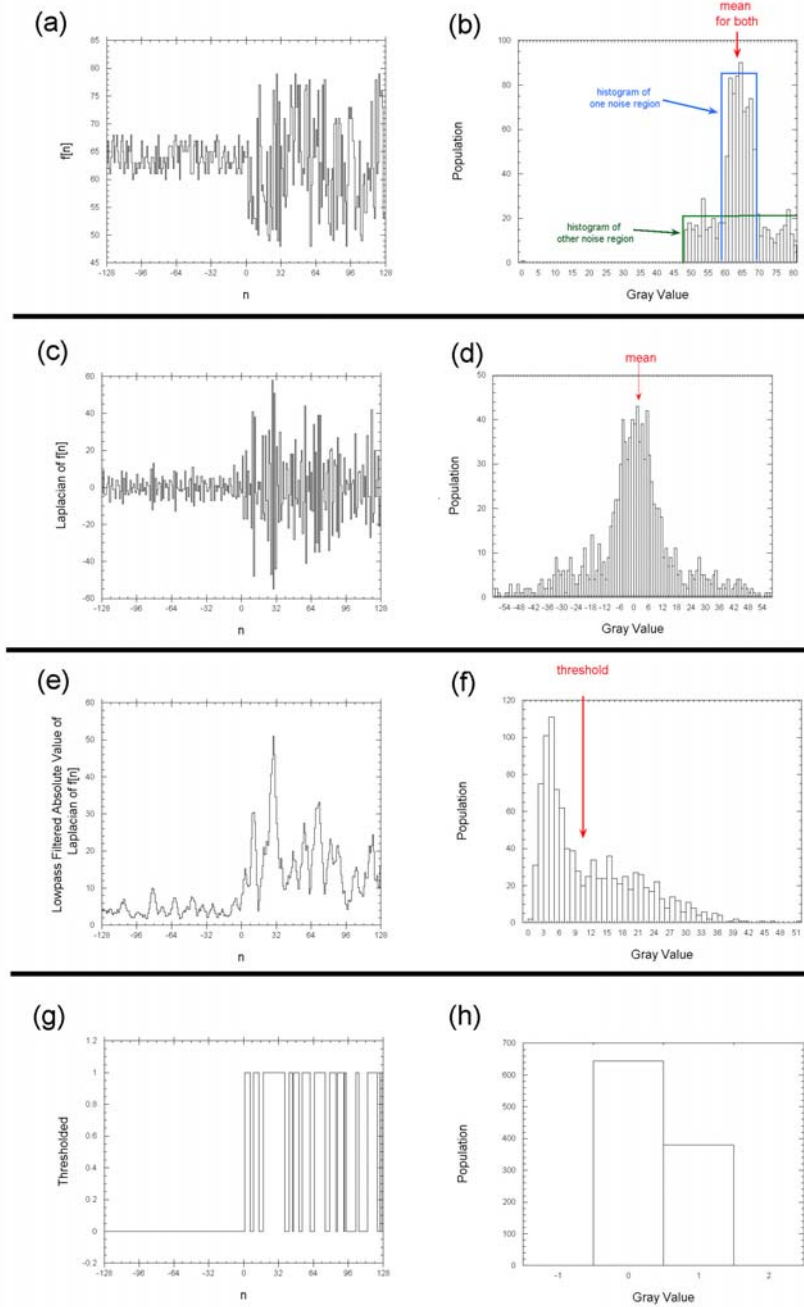 (a)
85
80
75
70
65
60
55
50
45
f[n]
-128 -96 -64 -32 0 32 64 96 128
n
(b)
mean
for both
100
80
60
40
20
0
Population
histogram of
one noise region
histogram of
other noise region
0 5 10 15 20 25 30 35 40 45 50 55 60 65 70 75 80
Gray Value
(c)
60
40
20
0
-20
-40
-60
Laplacian of f[n]
-128 -96 -64 -32 0 32 64 96 128
n
(d)
mean
50
40
30
20
10
0
Population
-54 -48 -42 -36 -30 -24 -18 -12 -6 0 6 12 18 24 30 36 42 48 54
Gray Value
(e)
60
50
40
30
20
10
0
Lowpass Filtered Absolute Value of
Laplacian of f[n]
-128 -96 -64 -32 0 32 64 96 128
n
(f)
threshold
120
100
80
60
40
20
0
Population
0 3 6 9 12 15 18 21 24 27 30 33 36 39 42 45 48 51
Gray Value
(g)
1.2
1
0.8
0.6
0.4
0.2
0
-0.2
Thresholded
-128 -96 -64 -32 0 32 64 96 128
n
(h)
700
600
500
400
300
200
100
0
Population
-1 0 1 2
Gray Value